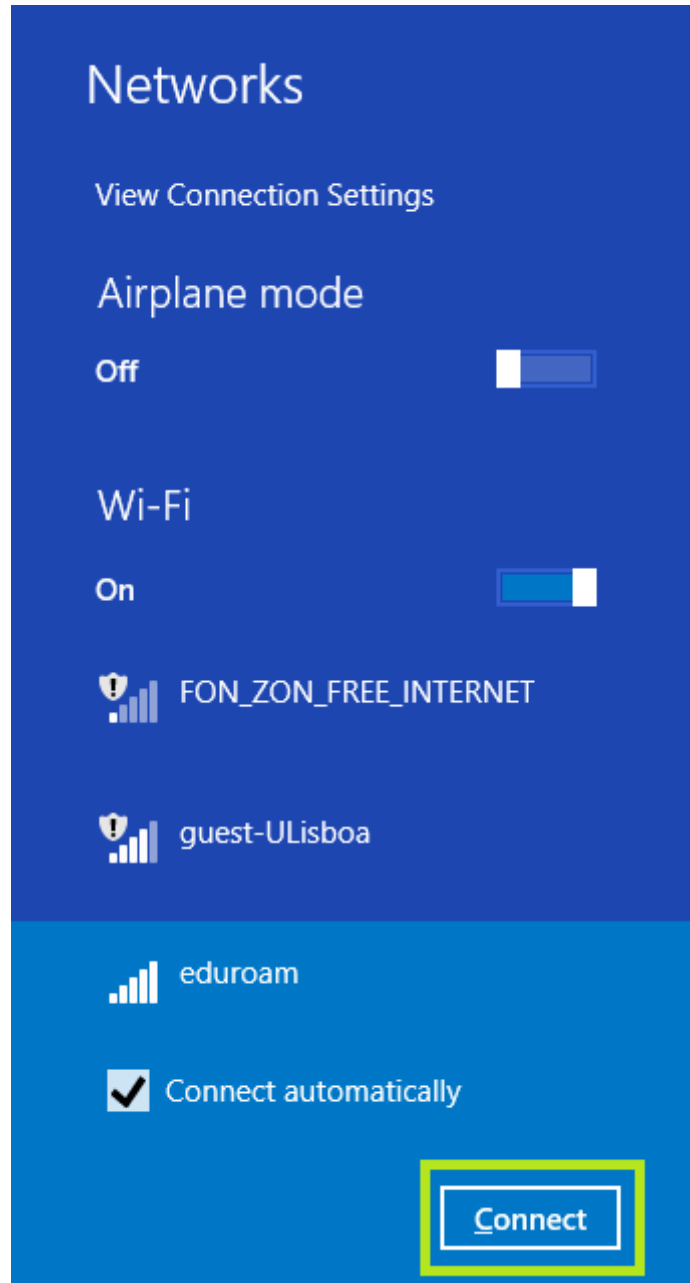 Networks
View Connection Settings
Airplane mode
Off
Wi-Fi
On
FON_ZON_FREE_INTERNET
guest-ULisboa
eduroam
Connect automatically
Connect